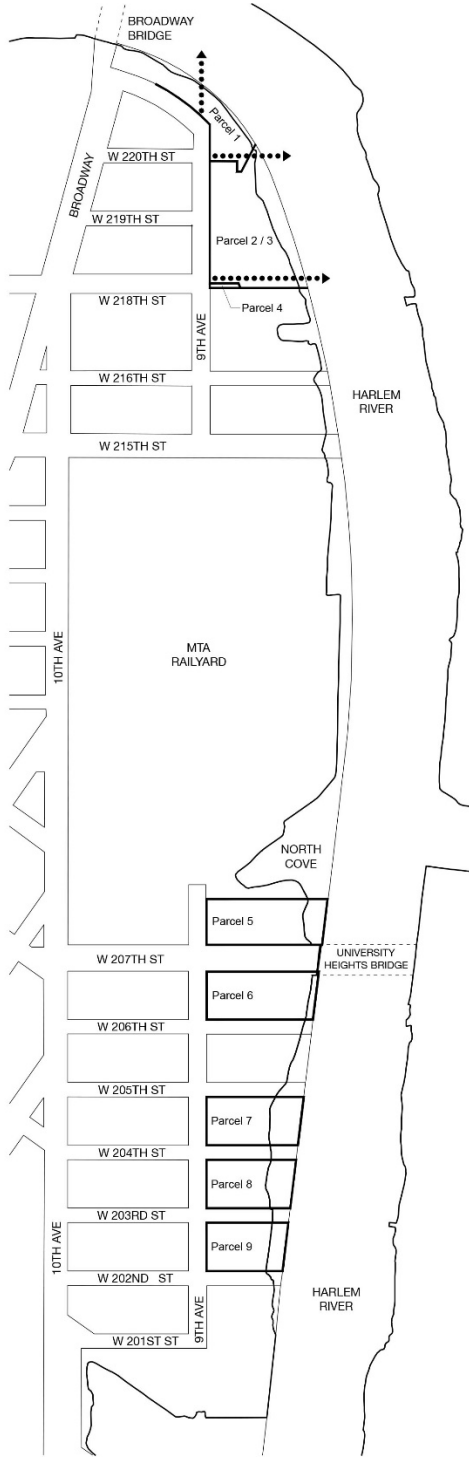 BROADWAY
BRIDGE
Parcel 1
W 220TH ST
BROADWAY
W 219TH ST
Parcel 2 / 3
W 218TH ST
Parcel 4
9TH AVE
W 216TH ST
HARLEM
RIVER
W 215TH ST
MTA
RAILYARD
10TH AVE
NORTH
COVE
Parcel 5
UNIVERSITY
HEIGHTS BRIDGE
W 207TH ST
Parcel 6
W 206TH ST
W 205TH ST
Parcel 7
W 204TH ST
Parcel 8
W 203RD ST
Parcel 9
10TH AVE
W 202ND ST
9TH AVE
HARLEM
RIVER
W 201ST ST